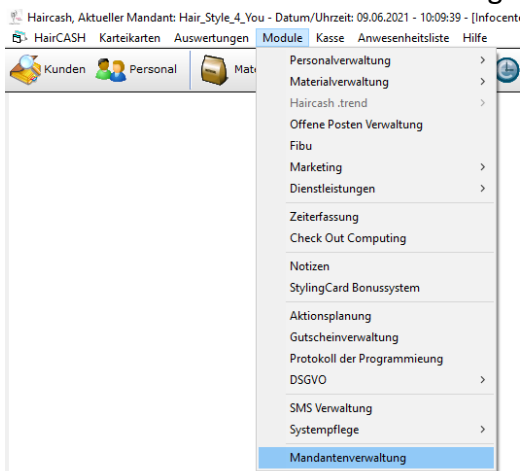 Haircash, Aktueller Mandant: Hair_Style_4_You - Datum/Uhrzeit: 09.06.2021 - 10:09:39 - [Infocente
HairCASH Karteikarten Auswertungen Module Kasse Anwesenheitsliste Hilfe
Kunden Personal Mate
Personalverwaltung
Materialverwaltung
Haircash .trend
Offene Posten Verwaltung
Fibu
Marketing
Dienstleistungen
Zeiterfassung
Check Out Computing
Notizen
StylingCard Bonussystem
Aktionsplanung
Gutscheinverwaltung
Protokoll der Programmieung
DSGVO
SMS Verwaltung
Systempflege
Mandantenverwaltung